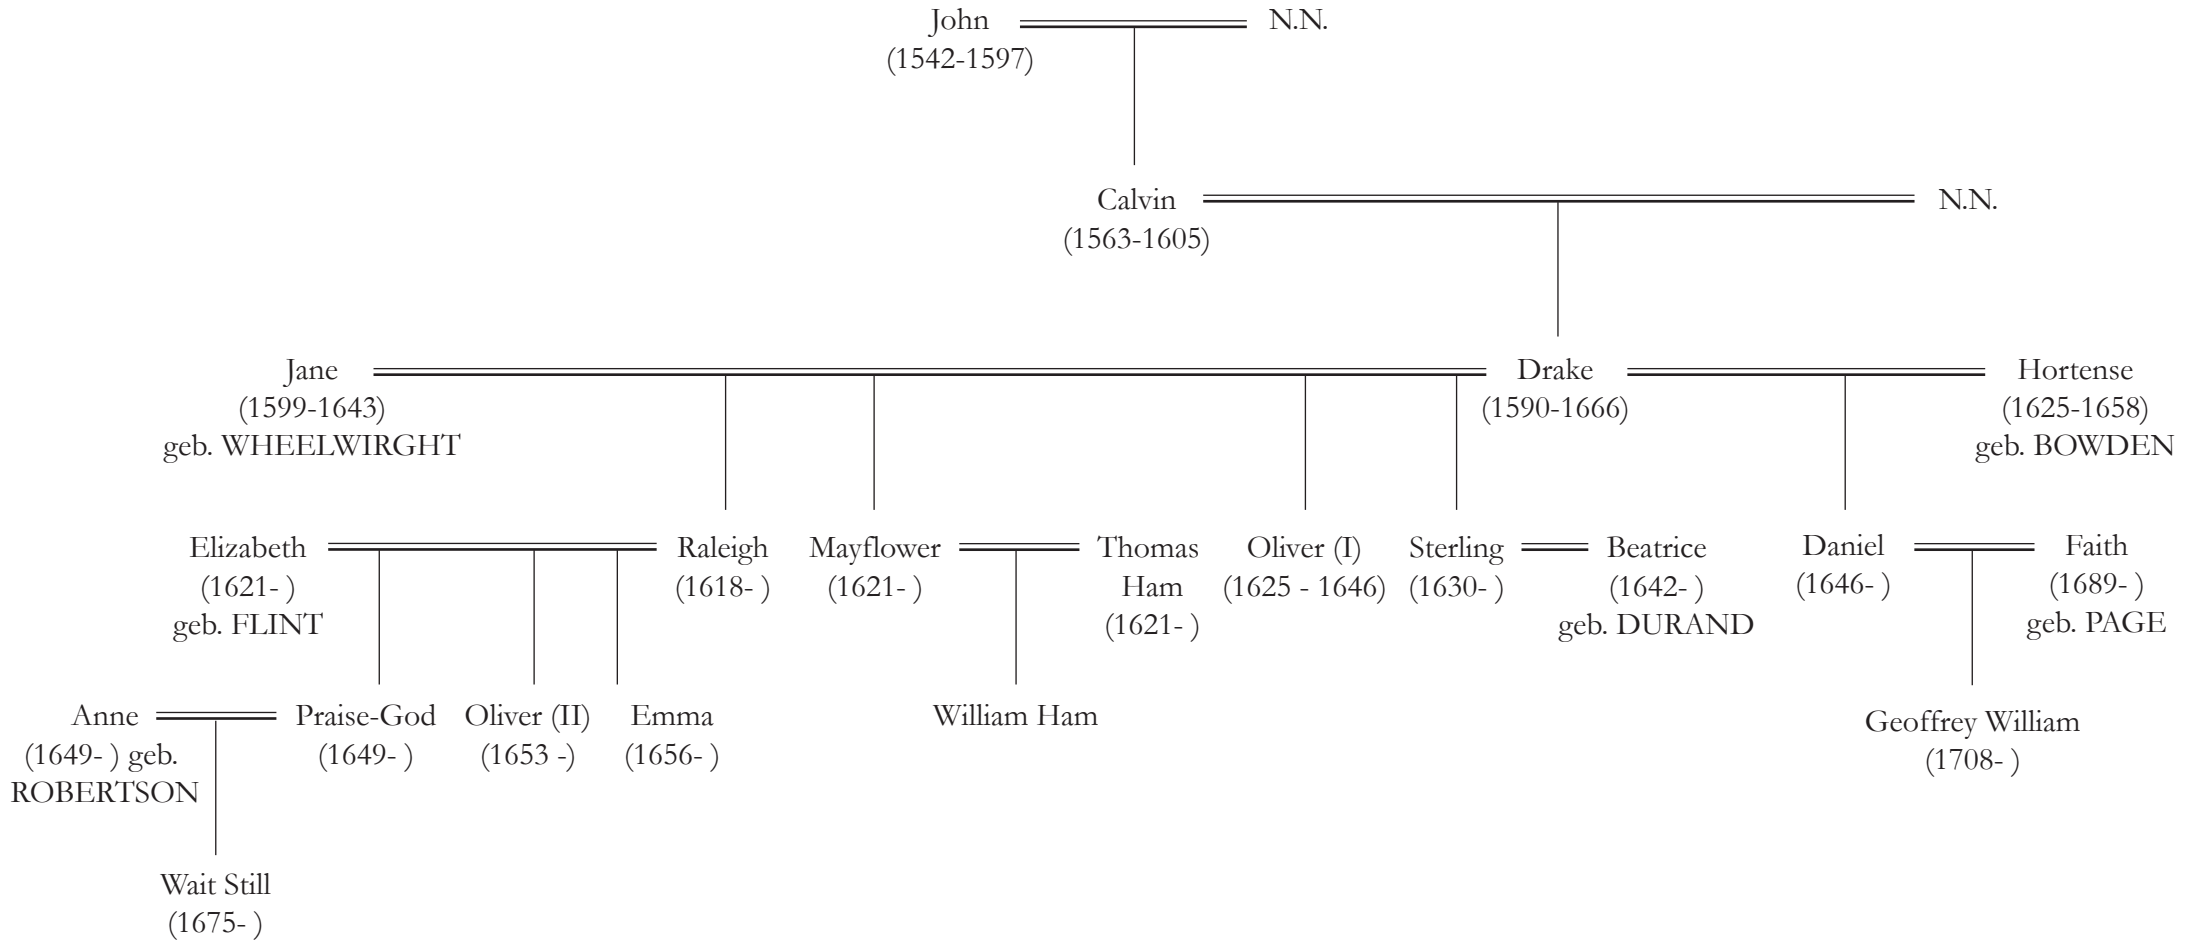 John N.N.
(1542-1597)
Calvin N.N.
(1563-1605)
Jane Drake Hortense
(1599-1643) (1590-1666) (1625-1658)
geb. WHEELWIRGHT geb. BOWDEN
Elizabeth Raleigh Mayflower Thomas Oliver (I) Sterling Beatrice Daniel Faith
(1621- ) (1618- ) (1621- ) Ham (1625 - 1646) (1630- ) (1642- ) (1646- ) (1689- )
geb. FLINT (1621- ) geb. DURAND geb. PAGE
Anne Praise-God Oliver (II) Emma William Ham Geoffrey William
(1649- ) geb. (1649- ) (1653 -) (1656- ) (1708- )
ROBERTSON
Wait Still
(1675- )